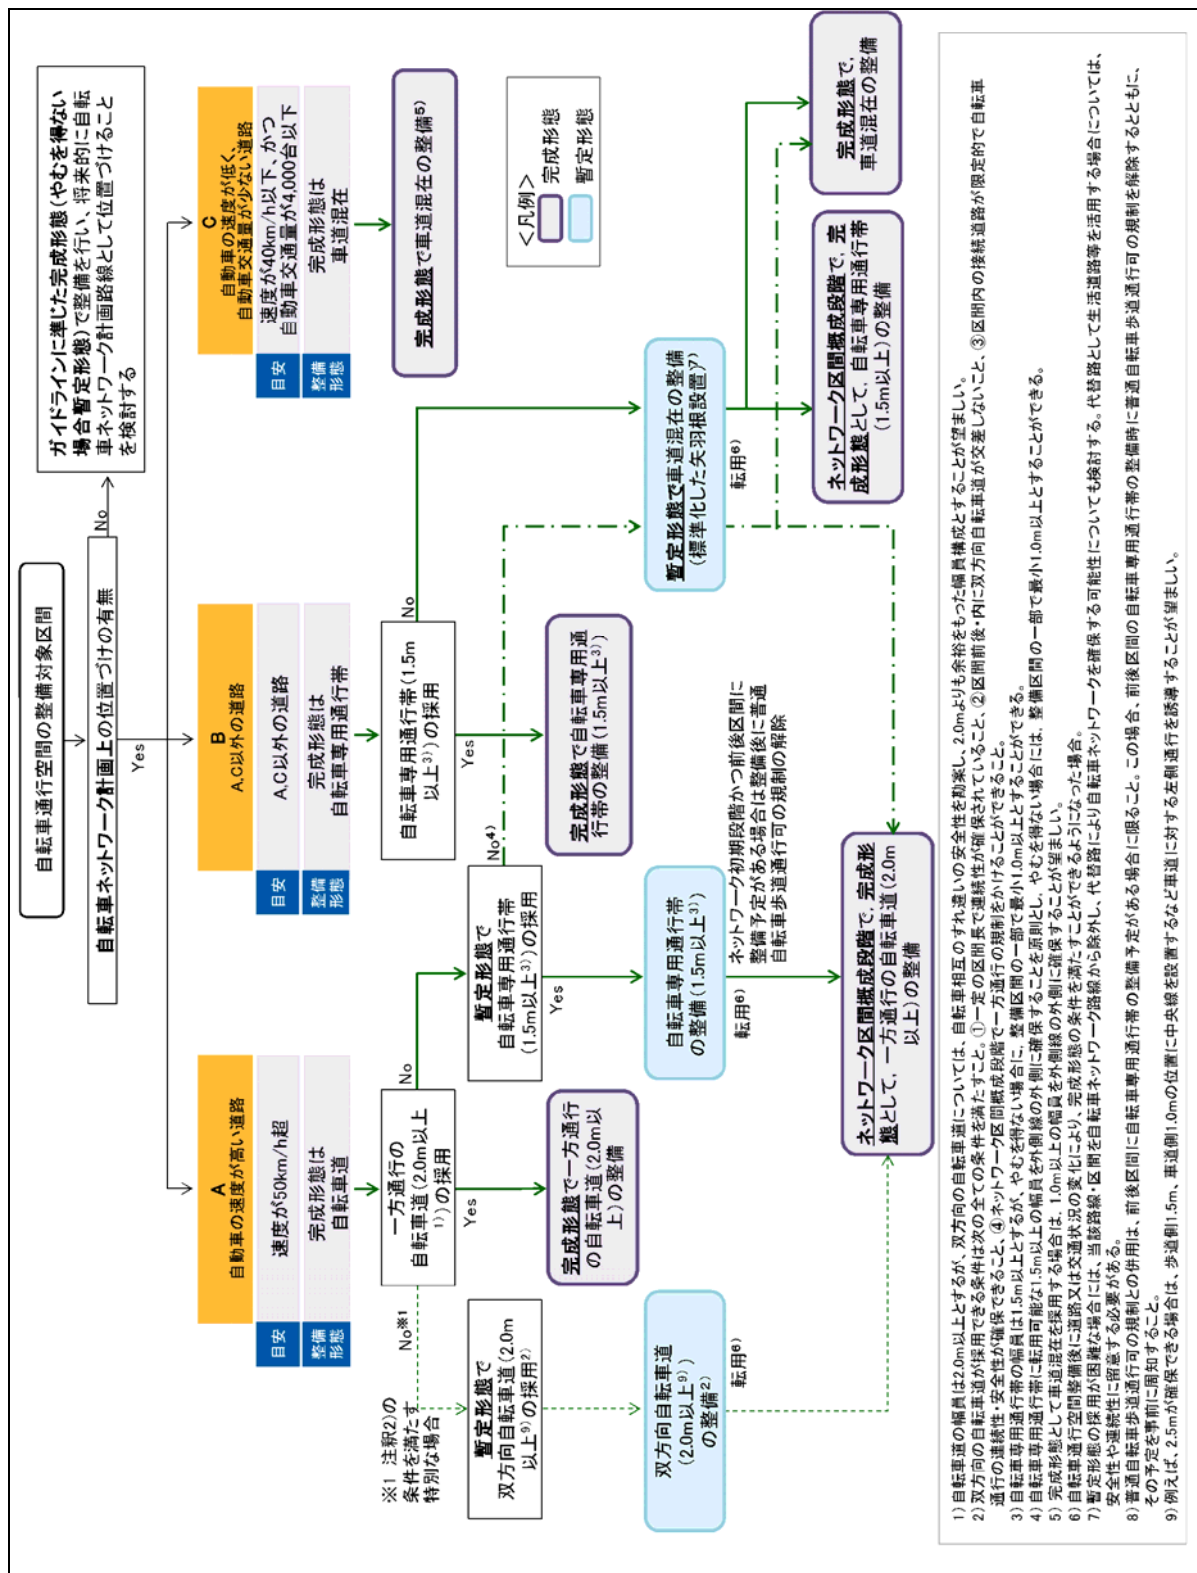 自転車通行空間の整備対象区間
自転車ネットワーク計画上の位置づけの有無
No
Yes
ガイドラインに準じた完成形態(やむを得ない
場合暫定形態)で整備を行い、将来的に自転
車ネットワーク計画路線として位置づけること
を検討する
A
自動車の速度が高い道路
目安
速度が50km/h超
整備
形態
完成形態は
自転車道
B
A,C以外の道路
目安
A,C以外の道路
整備
形態
完成形態は
自転車専用通行帯
C
自動車の速度が低く、
自動車交通量が少ない道路
目安
速度が40km/h以下、かつ
自動車交通量が4,000台以下
整備
形態
完成形態は
車道混在
※1 注釈2)の
条件を満たす
特別な場合
No※1
一方通行の
自転車道(2.0m以上
1))の採用
No
Yes
自転車専用通行帯(1.5m
以上3))の採用
No
Yes
完成形態で車道混在の整備5)
暫定形態で
双方向自転車道(2.0m
以上9)の採用2)
完成形態で一方通行
の自転車道(2.0m以
上)の整備
暫定形態で
自転車専用通行帯
(1.5m以上3))の採用
No4)
Yes
完成形態で自転車専用通
行帯の整備(1.5m以上3))
<凡例>
完成形態
暫定形態
双方向自転車道
(2.0m以上9))
の整備2)
転用6)
自転車専用通行帯
の整備(1.5m以上3))
転用6)
ネットワーク初期段階かつ前後区間に
整備予定がある場合は整備後に普通
自転車歩道通行可の規制の解除
暫定形態で車道混在の整備
(標準化した矢羽根設置)7)
転用6)
ネットワーク区間概成段階で、完成形
態として、一方通行の自転車道(2.0m
以上)の整備
ネットワーク区間概成段階で、完
成形態として、自転車専用通行帯
(1.5m以上)の整備
完成形態で、
車道混在の整備
1)自転車道の幅員は2.0m以上とするが、双方向の自転車道については、自転車相互のすれ違いの安全性を勘案し、2.0mよりも余裕をもった幅員構成とすることが望ましい。
2)双方向の自転車道が採用できる条件は次の全ての条件を満たすこと。①一定の区間長で連続性が確保されていること、②区間前後・内に双方向自転車道が交差しないこと、③区間内の接続道路が限定的で自転車
通行の連続性・安全性が確保できること、④ネットワーク区間概成段階で一方通行の規制をかけることができること。
3)自転車専用通行帯の幅員は1.5m以上とするが、やむを得ない場合に、整備区間の一部で最小1.0m以上とすることができる。
4)自転車専用通行帯に転用可能な1.5m以上の幅員を外側線の外側に確保することを原則とし、やむを得ない場合には、整備区間の一部で最小1.0m以上とすることができる。
5)完成形態として車道混在を採用する場合は、1.0m以上の幅員を外側線の外側に確保することが望ましい。
6)自転車通行空間整備後に道路又は交通状況の変化により、完成形態の条件を満たすことができるようになった場合。
7)暫定形態の採用が困難な場合には、当該路線・区間を自転車ネットワーク路線から除外し、代替路により自転車ネットワークを確保する可能性についても検討する。代替路として生活道路等を活用する場合については、
安全性や連続性に留意する必要がある。
8)普通自転車歩道通行可の規制との併用は、前後区間に自転車専用通行帯の整備予定がある場合に限ること。この場合、前後区間の自転車専用通行帯の整備時に普通自転車歩道通行可の規制を解除するとともに、
その予定を事前に周知すること。
9)例えば、2.5mが確保できる場合は、歩道側1.5m、車道側1.0mの位置に中央線を設置するなど車道に対する左側通行を誘導することが望ましい。